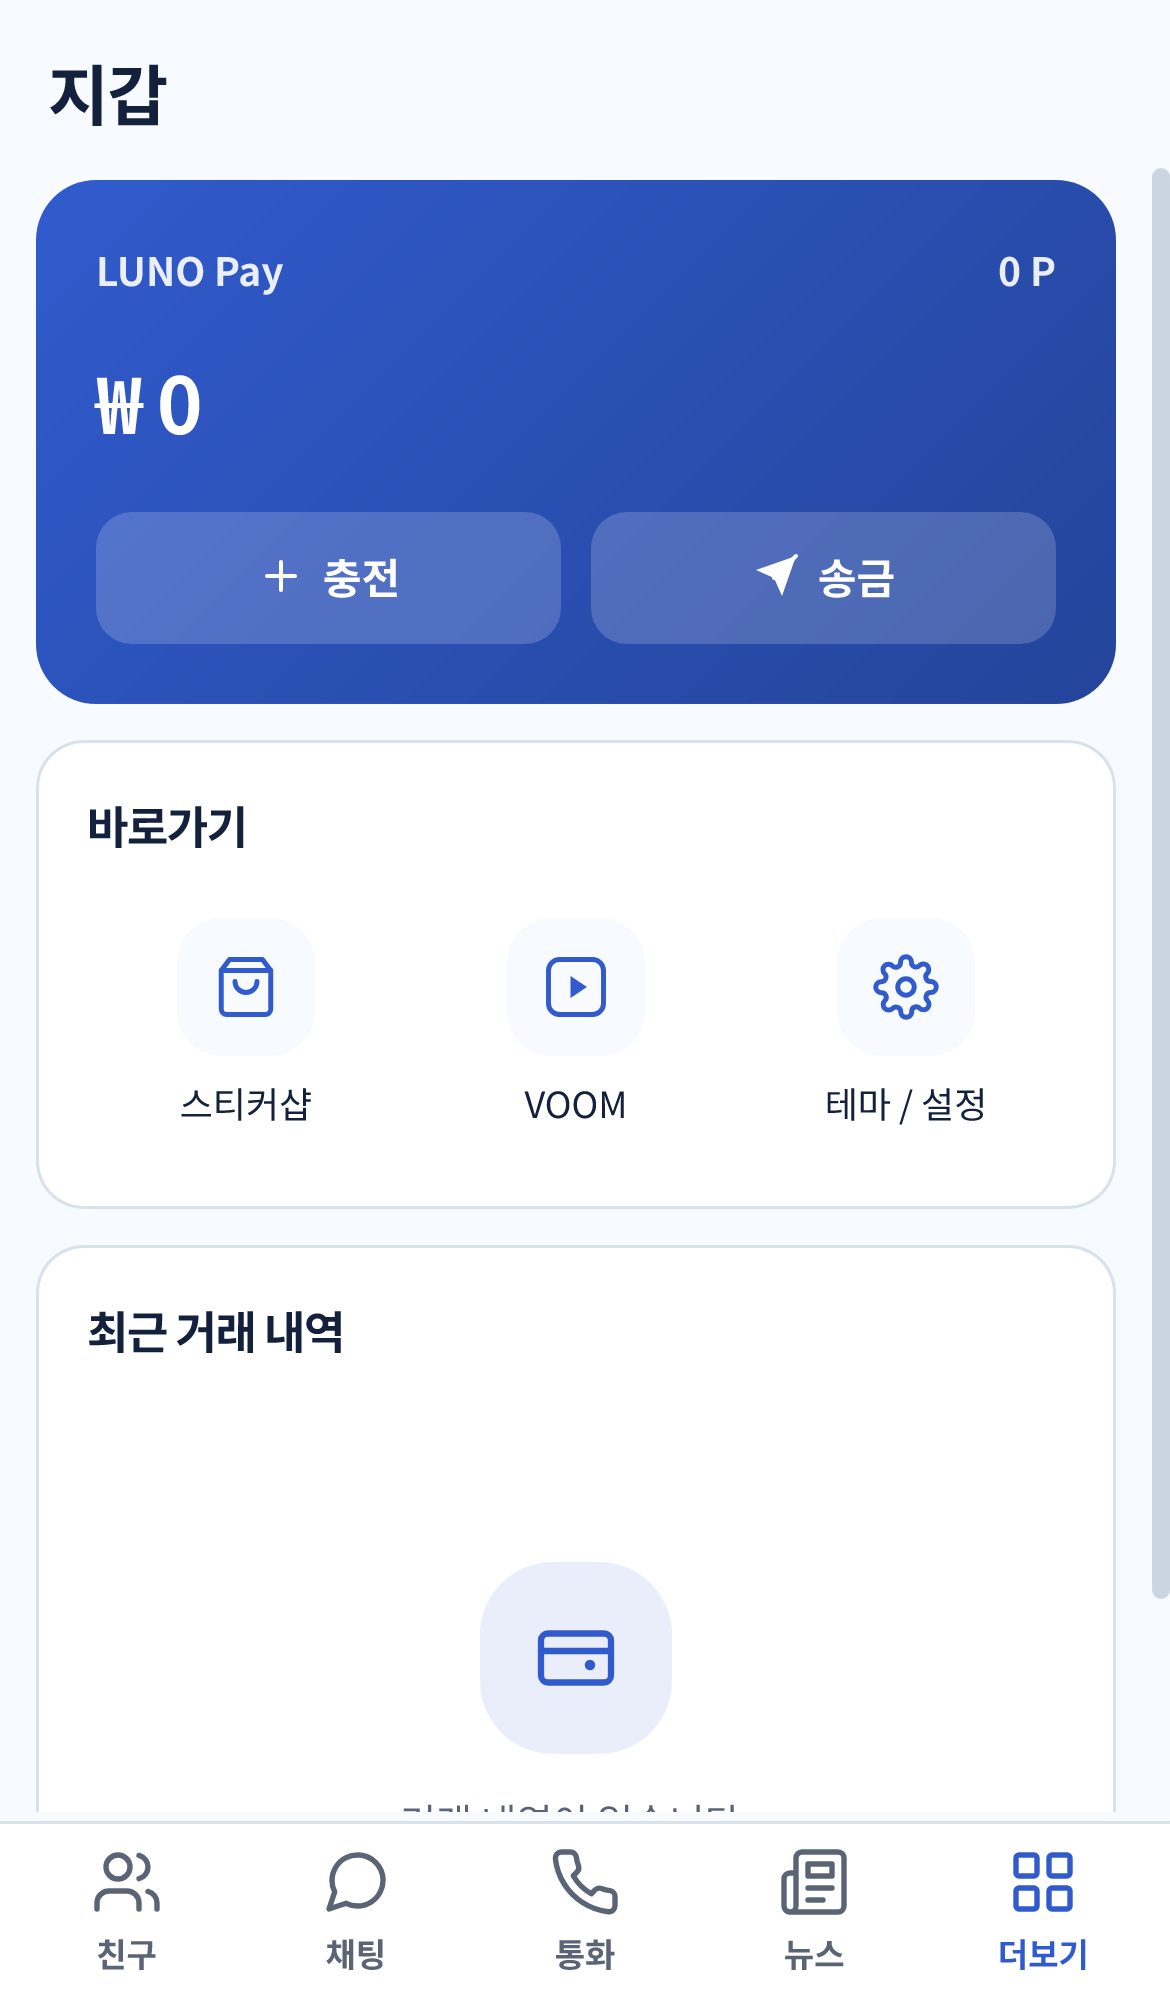 지갑
LUNO Pay
0 P
₩ 0
충전
송금
바로가기
스티커샵
VOOM
테마 / 설정
최근 거래 내역
친구
채팅
통화
뉴스
더보기